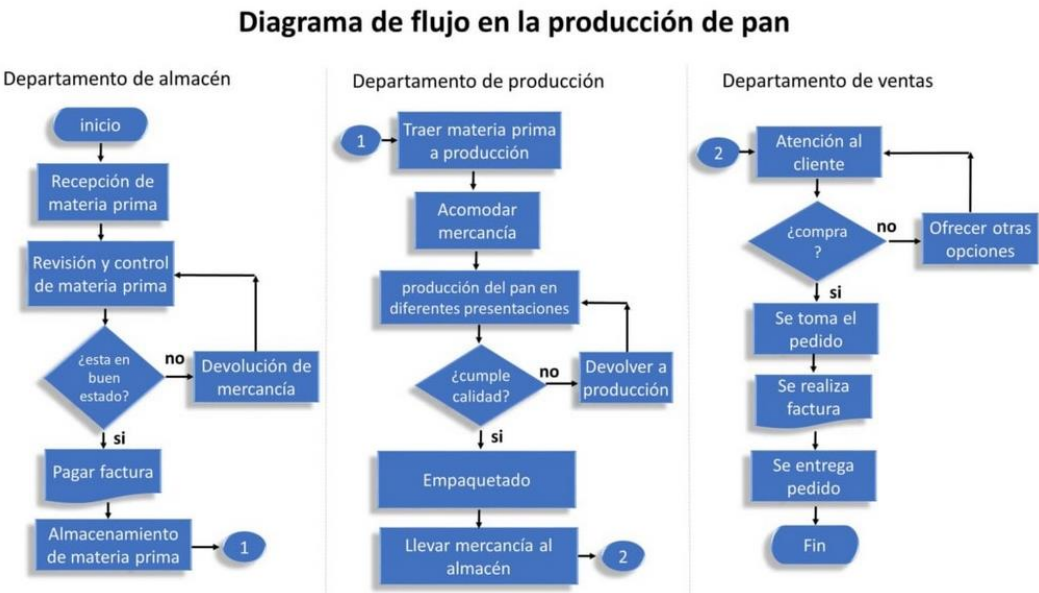 Diagrama de flujo en la producción de pan
Departamento de almacén
inicio
Recepción de
materia prima
Revisión y control
de materia prima
¿esta en
buen
estado?
no
Devolución de
mercancía
si
Pagar factura
Almacenamiento
de materia prima
1
Departamento de producción
1
Traer materia prima
a producción
Acomodar
mercancía
producción del pan en
diferentes presentaciones
¿cumple
calidad?
no
Devolver a
producción
si
Empaquetado
Llevar mercancía al
almacén
2
Departamento de ventas
2
Atención al
cliente
¿compra
?
no
Ofrecer otras
opciones
si
Se toma el
pedido
Se realiza
factura
Se entrega
pedido
Fin